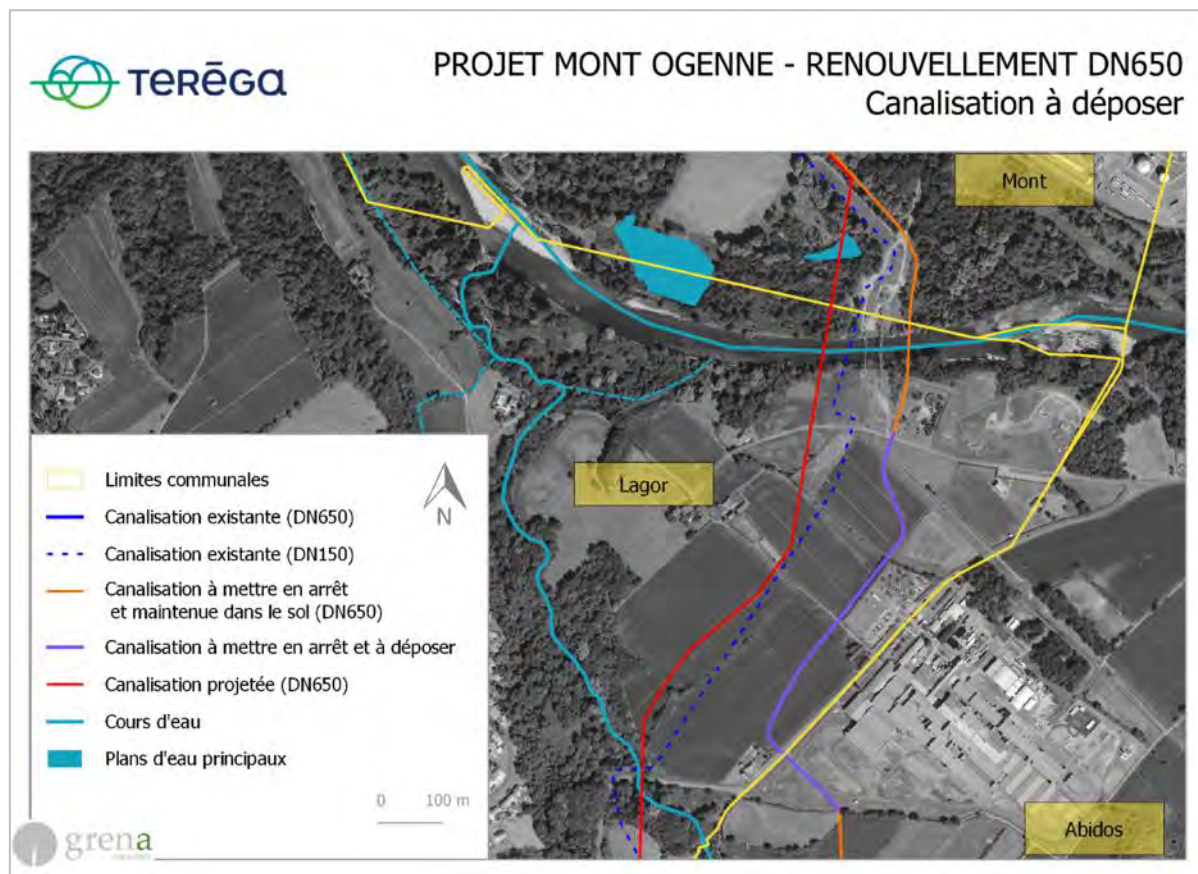 TERĒGA
PROJET MONT OGENNE - RENOUVELLEMENT DN650
Canalisation à déposer
Mont
Lagor
Limites communales
Canalisation existante (DN650)
Canalisation existante (DN150)
Canalisation à mettre en arrêt
et maintenue dans le sol (DN650)
Canalisation à mettre en arrêt et à déposer
Canalisation projetée (DN650)
Cours d'eau
Plans d'eau principaux
N
0 100 m
Abidos
grena